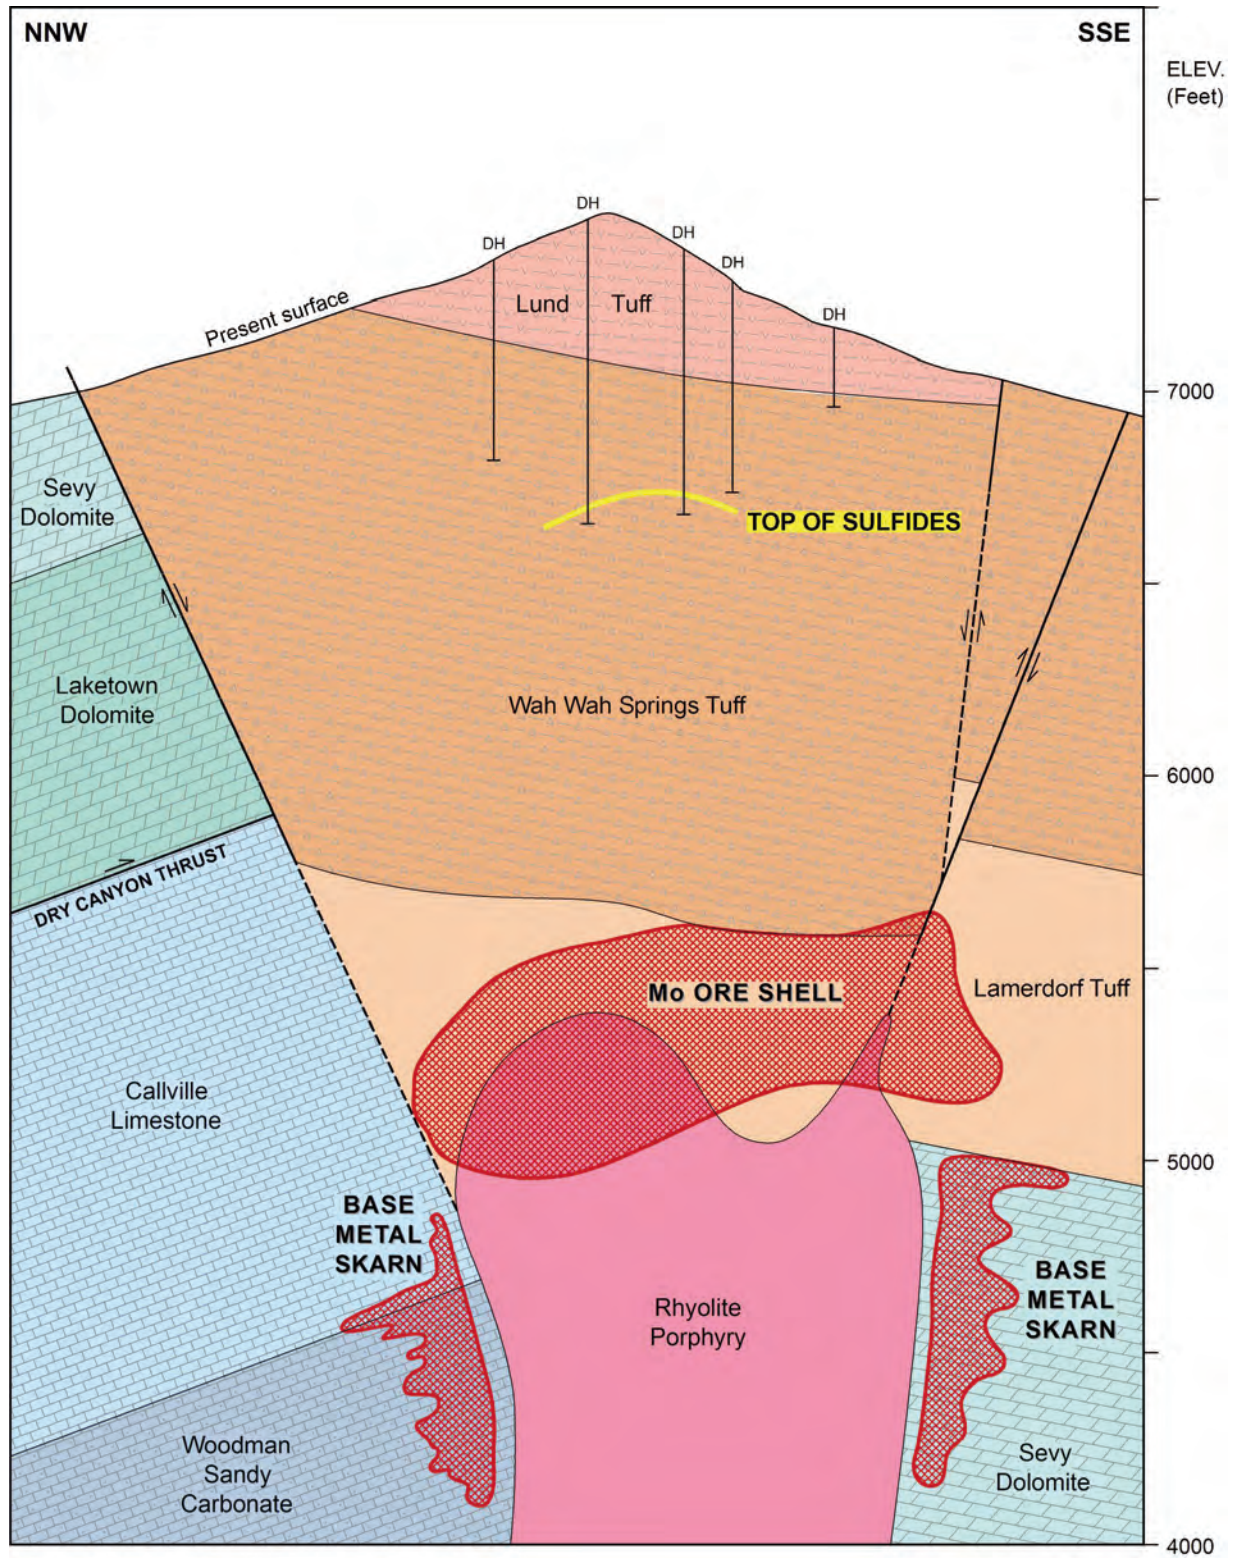 NNW
SSE
ELEV.
(Feet)
DH
DH
DH
DH
DH
Present surface
Lund Tuff
7000
Sevy
Dolomite
TOP OF SULFIDES
Laketown
Dolomite
Wah Wah Springs Tuff
6000
DRY CANYON THRUST
Mo ORE SHELL
Lamerdorf Tuff
Callville
Limestone
5000
BASE
METAL
SKARN
BASE
METAL
SKARN
Rhyolite
Porphyry
Woodman
Sandy
Carbonate
Sevy
Dolomite
4000